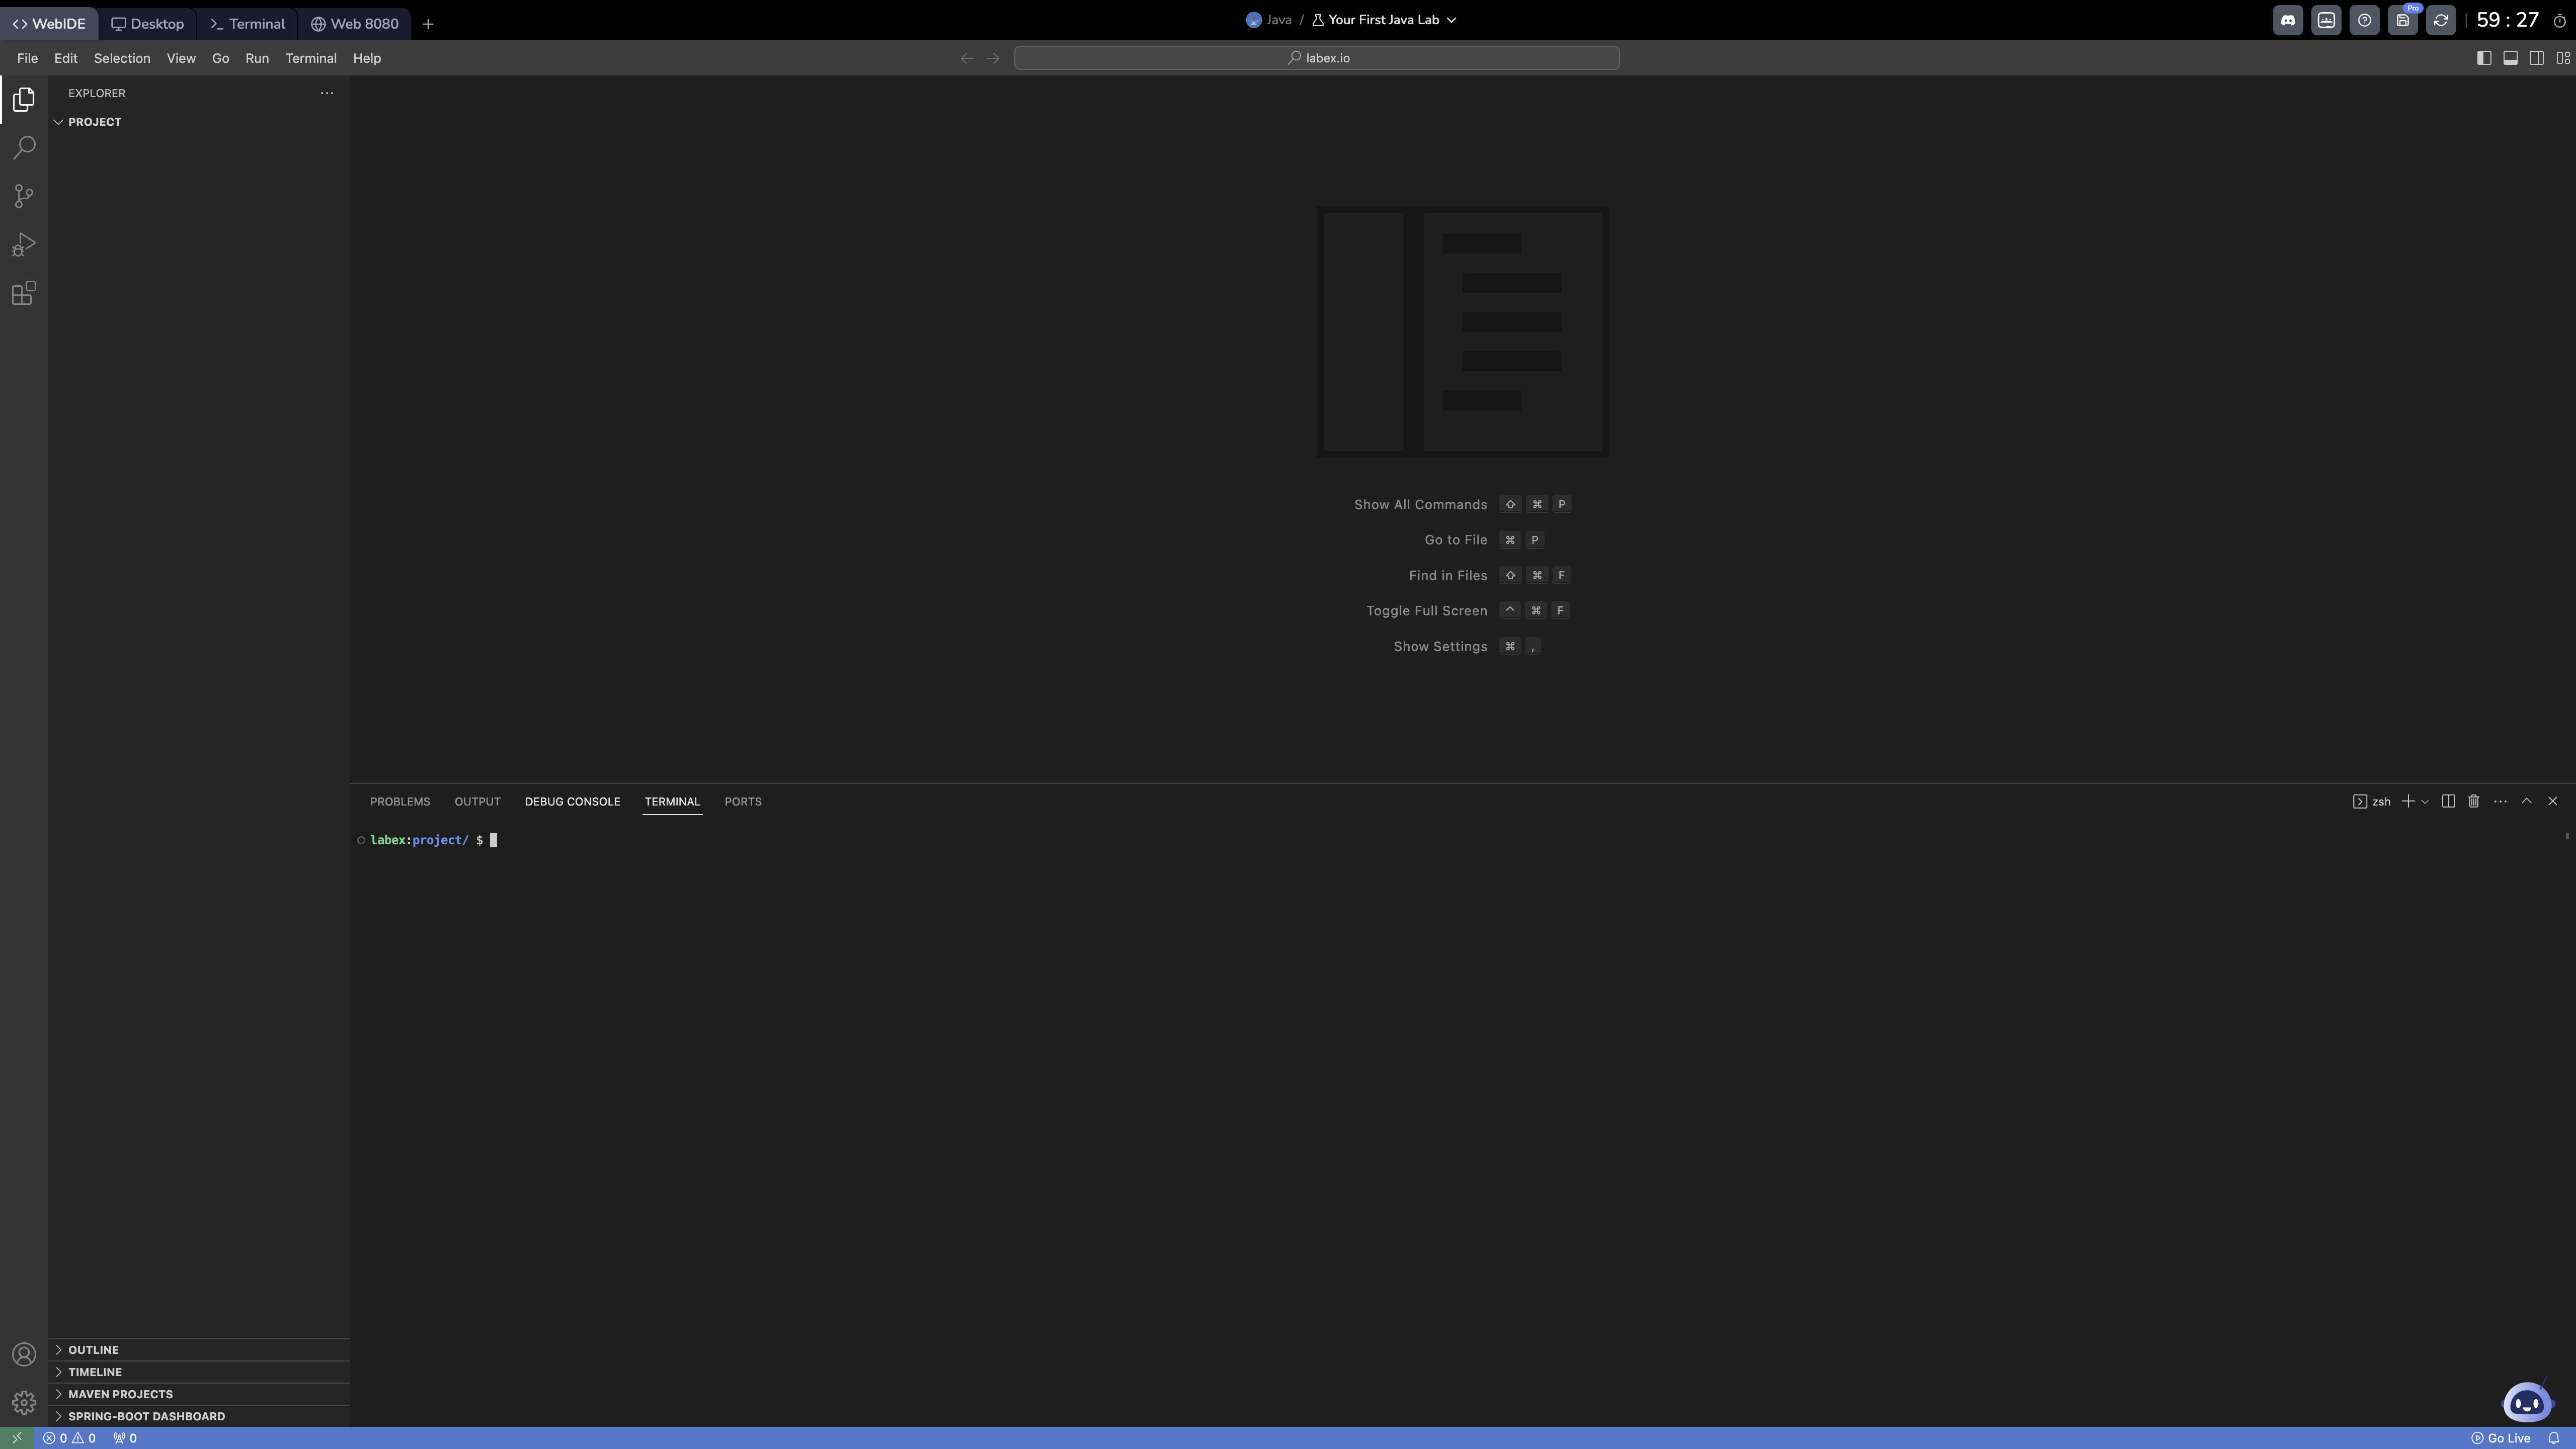 WebIDE Desktop Terminal Web 8080 Java / Your First Java Lab Pro 59 : 27
File Edit Selection View Go Run Terminal Help labex.io
EXPLORER
PROJECT
Show All Commands ⇧ ⌘ P
Go to File ⌘ P
Find in Files ⇧ ⌘ F
Toggle Full Screen ^ ⌘ F
Show Settings ⌘ ,
PROBLEMS OUTPUT DEBUG CONSOLE TERMINAL PORTS zsh
labex:project/ $
OUTLINE
TIMELINE
MAVEN PROJECTS
SPRING-BOOT DASHBOARD
0 0 0 Go Live